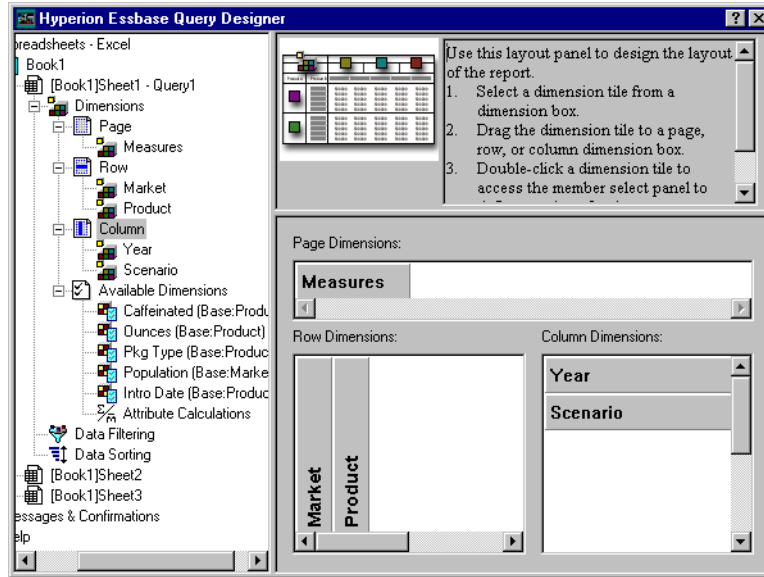 Hyperion Essbase Query Designer
preadsheets - Excel
Book1
[Book1]Sheet1 - Query1
Dimensions
Page
Measures
Row
Market
Product
Column
Year
Scenario
Available Dimensions
Caffeinated (Base:Produ
Ounces (Base:Product)
Pkg Type (Base:Produc
Population (Base:Marke
Intro Date (Base:Produc
Attribute Calculations
Data Filtering
Data Sorting
[Book1]Sheet2
[Book1]Sheet3
essages & Confirmations
elp
Use this layout panel to design the layout
of the report.
1. Select a dimension tile from a
dimension box.
2. Drag the dimension tile to a page,
row, or column dimension box.
3. Double-click a dimension tile to
access the member select panel to
Page Dimensions:
Measures
Row Dimensions:
Market
Product
Column Dimensions:
Year
Scenario